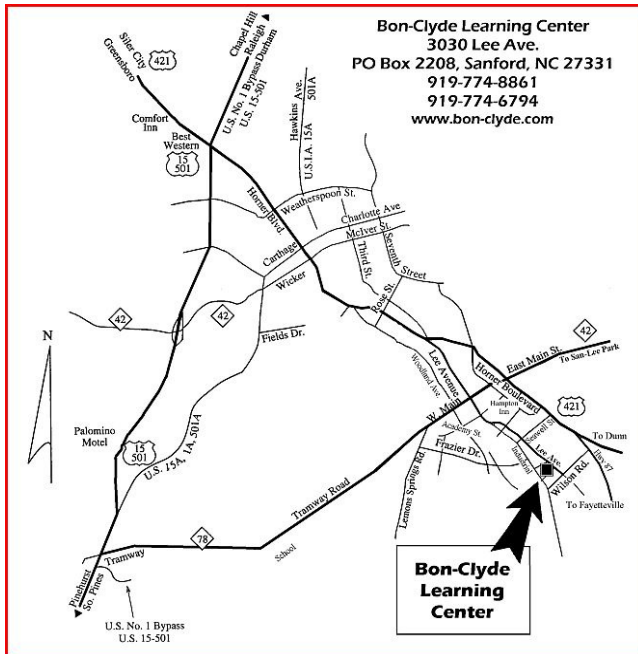 Bon-Clyde Learning Center
3030 Lee Ave.
PO Box 2208, Sanford, NC 27331
919-774-8861
919-774-6794
www.bon-clyde.com
Siler City
Greensboro
421
Chapel Hill
Raleigh
Durham
U.S. No. 1 Bypass
U.S. 15-501
Comfort
Inn
Best
Western
15
501
Hawkins Ave.
501A
U.S.I.A. 15A
Horner Blvd.
Weatherspoon St.
Charlotte Ave
Carthage
McIver St.
Wicker
Third St.
Seventh
Street
Rose St.
42
42
Fields Dr.
N
Woodland Ave.
Lee Avenue
W. Main
East Main St.
42
To San-Lee Park
Horner Boulevard
421
Hampton
Inn
Academy St.
Frazier Dr.
Industrial
Lee Ave.
Wilson Rd.
Hwy 87
To Dunn
To Fayetteville
Palomino
Motel
15
501
U.S. 15A, 1A, 501A
Lemons Springs Rd.
Tramway Road
78
School
Tramway
Pinehurst
So. Pines
U.S. No. 1 Bypass
U.S. 15-501
Bon-Clyde
Learning
Center